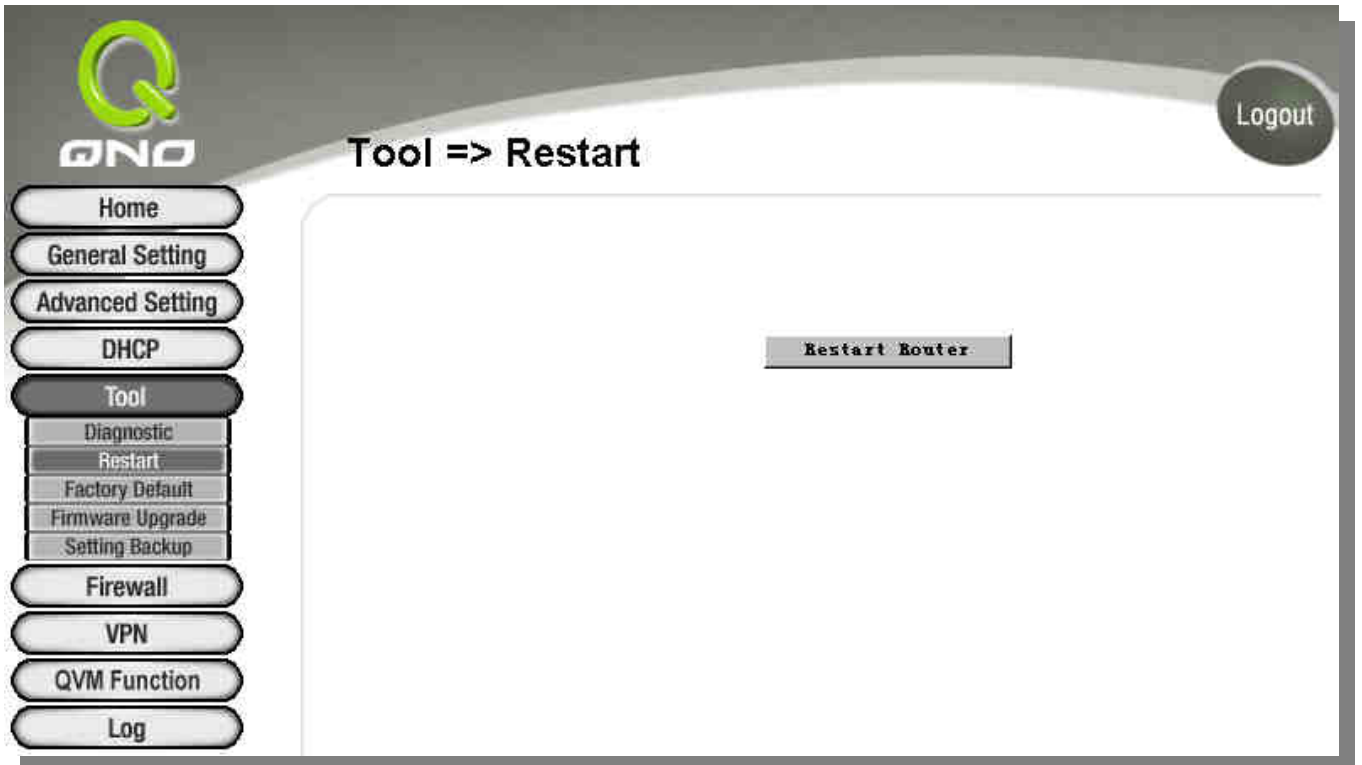 QNO
Logout
Tool => Restart
Home
General Setting
Advanced Setting
DHCP
Tool
Diagnostic
Restart
Factory Default
Firmware Upgrade
Setting Backup
Firewall
VPN
QVM Function
Log
Restart Router